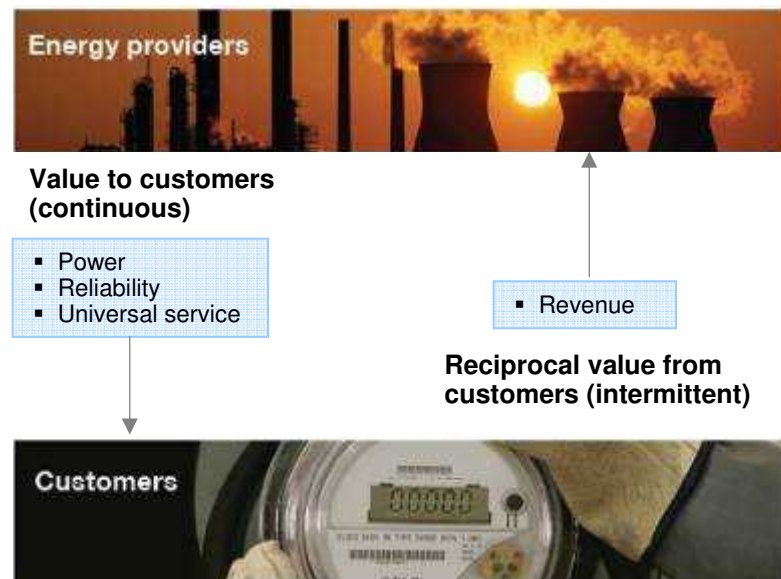 Energy providers
Value to customers
(continuous)
▪ Power
▪ Reliability
▪ Universal service
▪ Revenue
Reciprocal value from
customers (intermittent)
Customers
00000